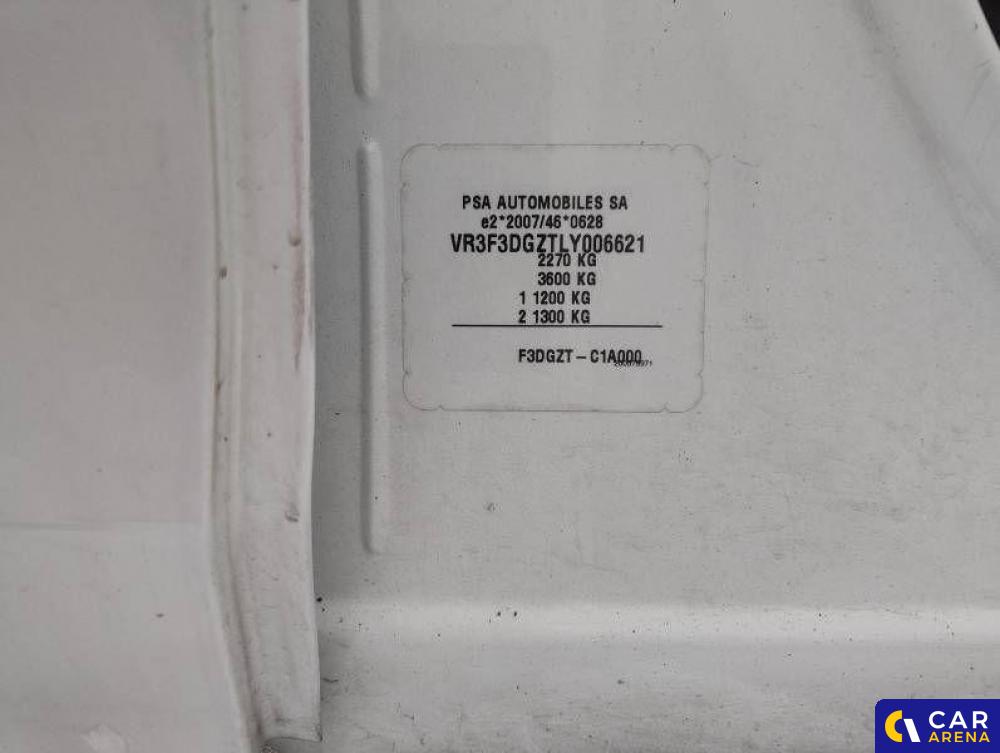 PSA AUTOMOBILES SA
e2*2007/46*0628
VR3F3DGZTLY006621
2270 KG
3600 KG
1 1200 KG
2 1300 KG
F3DGZT – C1A000
CAR
ARENA